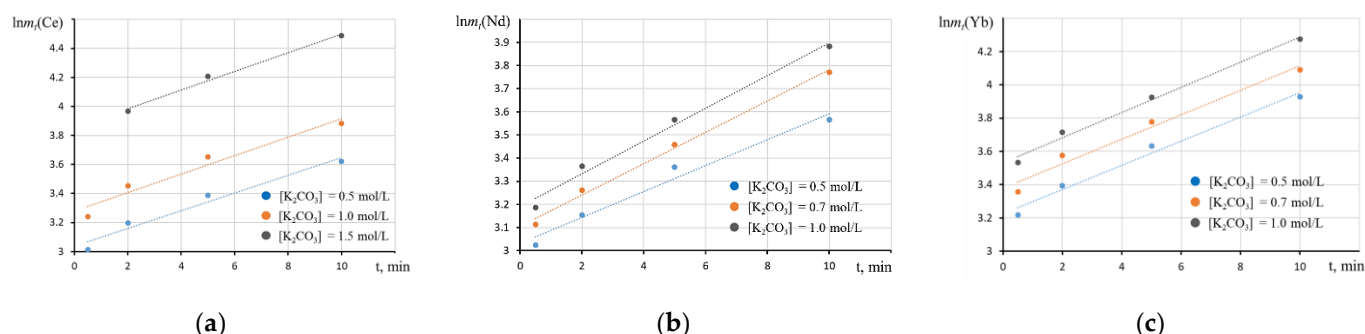 lnmₜ(Ce)
4.4
4.2
4
3.8
3.6
3.4
3.2
3
0
2
4
6
8
10
t, min
[K₂CO₃] = 0.5 mol/L
[K₂CO₃] = 1.0 mol/L
[K₂CO₃] = 1.5 mol/L
(a)
lnmₜ(Nd)
3.9
3.8
3.7
3.6
3.5
3.4
3.3
3.2
3.1
3
0
2
4
6
8
10
t, min
[K₂CO₃] = 0.5 mol/L
[K₂CO₃] = 0.7 mol/L
[K₂CO₃] = 1.0 mol/L
(b)
lnmₜ(Yb)
4.2
4
3.8
3.6
3.4
3.2
3
0
2
4
6
8
10
t, min
[K₂CO₃] = 0.5 mol/L
[K₂CO₃] = 0.7 mol/L
[K₂CO₃] = 1.0 mol/L
(c)